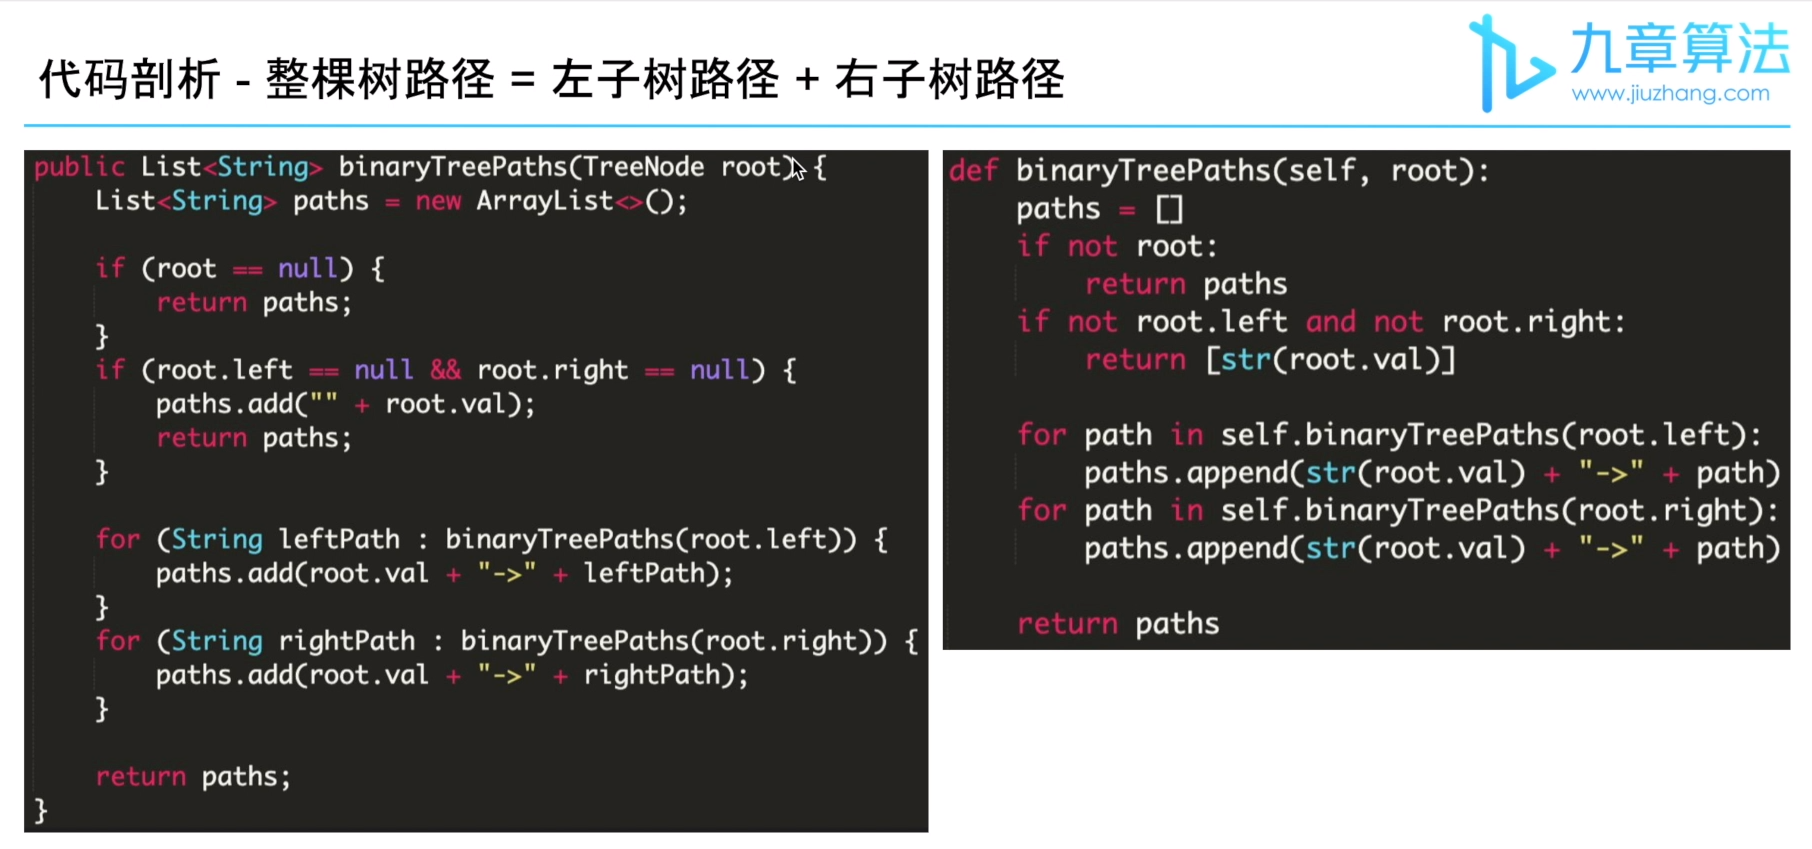 代码剖析 - 整棵树路径 = 左子树路径 + 右子树路径
九章算法
www.jiuzhang.com
public List<String> binaryTreePaths(TreeNode root) {
    List<String> paths = new ArrayList<>();

    if (root == null) {
        return paths;
    }
    if (root.left == null && root.right == null) {
        paths.add("" + root.val);
        return paths;
    }

    for (String leftPath : binaryTreePaths(root.left)) {
        paths.add(root.val + "->" + leftPath);
    }
    for (String rightPath : binaryTreePaths(root.right)) {
        paths.add(root.val + "->" + rightPath);
    }

    return paths;
}
def binaryTreePaths(self, root):
    paths = []
    if not root:
        return paths
    if not root.left and not root.right:
        return [str(root.val)]

    for path in self.binaryTreePaths(root.left):
        paths.append(str(root.val) + "->" + path)
    for path in self.binaryTreePaths(root.right):
        paths.append(str(root.val) + "->" + path)

    return paths